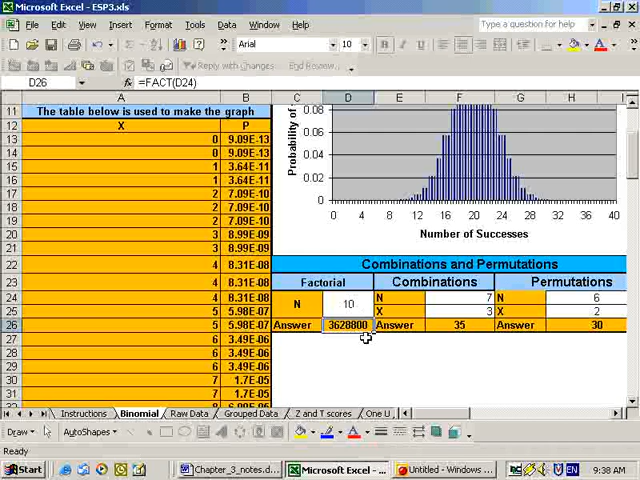 Microsoft Excel - ESP3.xls
File Edit View Insert Format Tools Data Window Help Type a question for help
Arial 10 B
Reply with Changes... End Review...
D26 fx =FACT(D24)
A B C D E F G H
11 The table below is used to make the graph
12 X P
13 0 9.09E-13
14 0 9.09E-13
15 1 3.64E-11
16 1 3.64E-11
17 2 7.09E-10
18 2 7.09E-10
19 2 7.09E-10
20 3 8.99E-09
21 3 8.99E-09
22 4 8.31E-08
23 4 8.31E-08
24 4 8.31E-08
25 5 5.98E-07
26 5 5.98E-07
27 6 3.49E-06
28 6 3.49E-06
29 6 3.49E-06
30 7 1.7E-05
31 7 1.7E-05
Probability of
0.08
0.06
0.04
0.02
0
0 4 8 12 16 20 24 28 32 36 40
Number of Successes
Combinations and Permutations
Factorial Combinations Permutations
N 10 N 7 N 6
X 3 X 2
Answer 3628800 Answer 35 Answer 30
Instructions Binomial Raw Data Grouped Data Z and T scores One U
Draw AutoShapes
Ready
Start Chapter_3_notes.d... Microsoft Excel - ... Untitled - Windows ... 9:38 AM